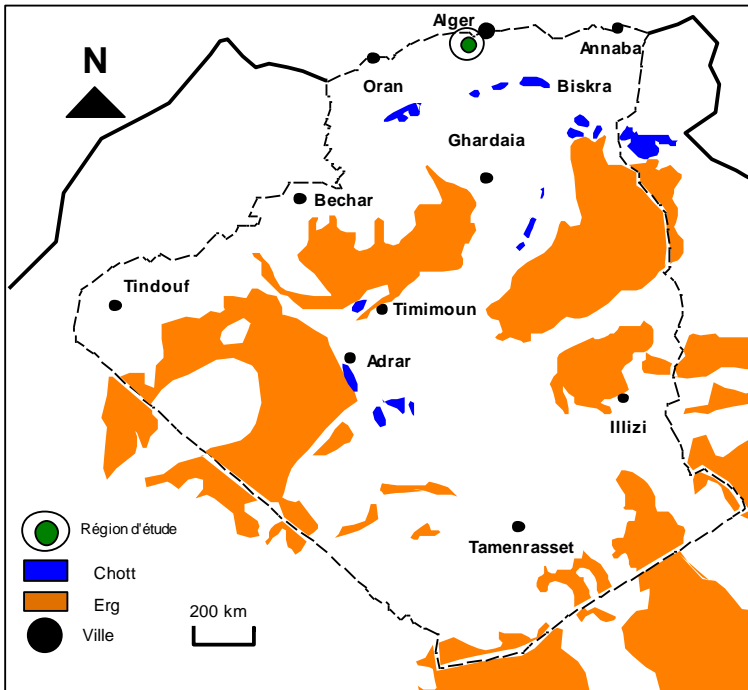 Alger
Annaba
N
Oran
Biskra
Ghardaia
Bechar
Tindouf
Timimoun
Adrar
Illizi
Tamenrasset
Région d'étude
Chott
Erg
Ville
200 km